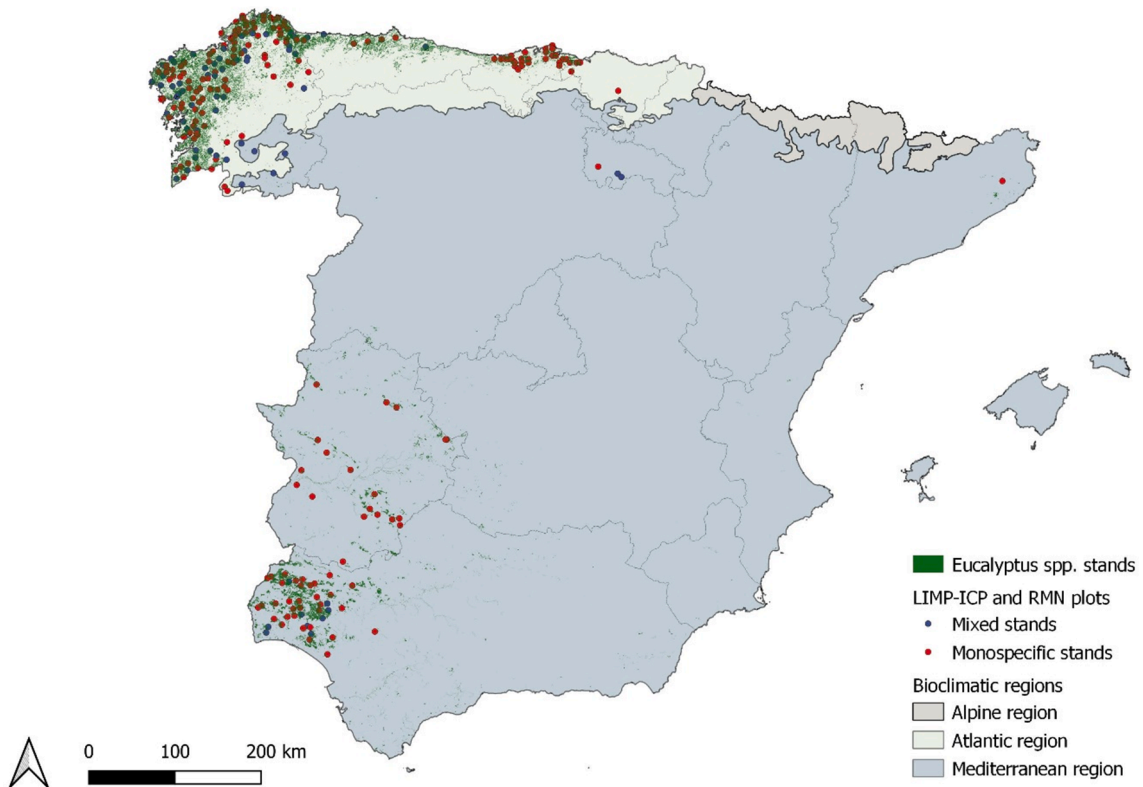 Eucalyptus spp. stands
LIMP-ICP and RMN plots
Mixed stands
Monospecific stands
Bioclimatic regions
Alpine region
Atlantic region
Mediterranean region
0 100 200 km